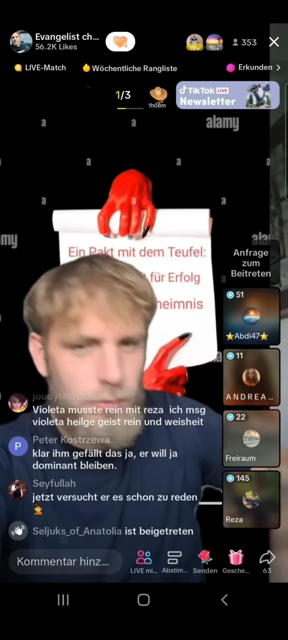 Evangelist ch...
56.2K Likes
353
LIVE-Match
Wöchentliche Rangliste
Erkunden >
1/3
TikTok LIVE
Newsletter
a
a
alamy
a
a
a
Ein Pakt mit dem Teufel:
für Erfolg
Anfrage
zum
Beitreten
51
Abdi47
11
ANDREA...
22
Freiraum
145
Reza
Violeta musste rein mit reza ich msg
violeta heilge geist rein und weisheit
Peter Kostrzewa
klar ihm gefällt das ja, er will ja
dominant bleiben.
Seyfullah
jetzt versucht er es schon zu reden
Seljuks_of_Anatolia ist beigetreten
Kommentar hinz...
LIVE mi...
Abstim...
Senden
Gesche...
63